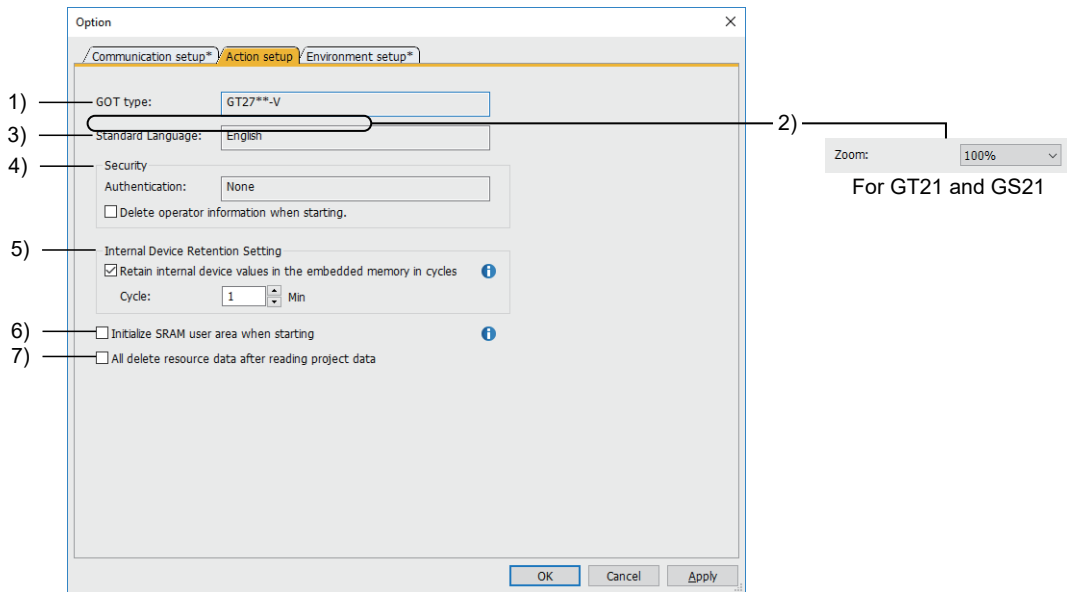 Option
Communication setup* Action setup Environment setup*
1) GOT type: GT27**-V
2)
3) Standard Language: English
Zoom: 100%
For GT21 and GS21
4) Security
Authentication: None
Delete operator information when starting.
5) Internal Device Retention Setting
Retain internal device values in the embedded memory in cycles
Cycle: 1 Min
6) Initialize SRAM user area when starting
7) All delete resource data after reading project data
OK Cancel Apply